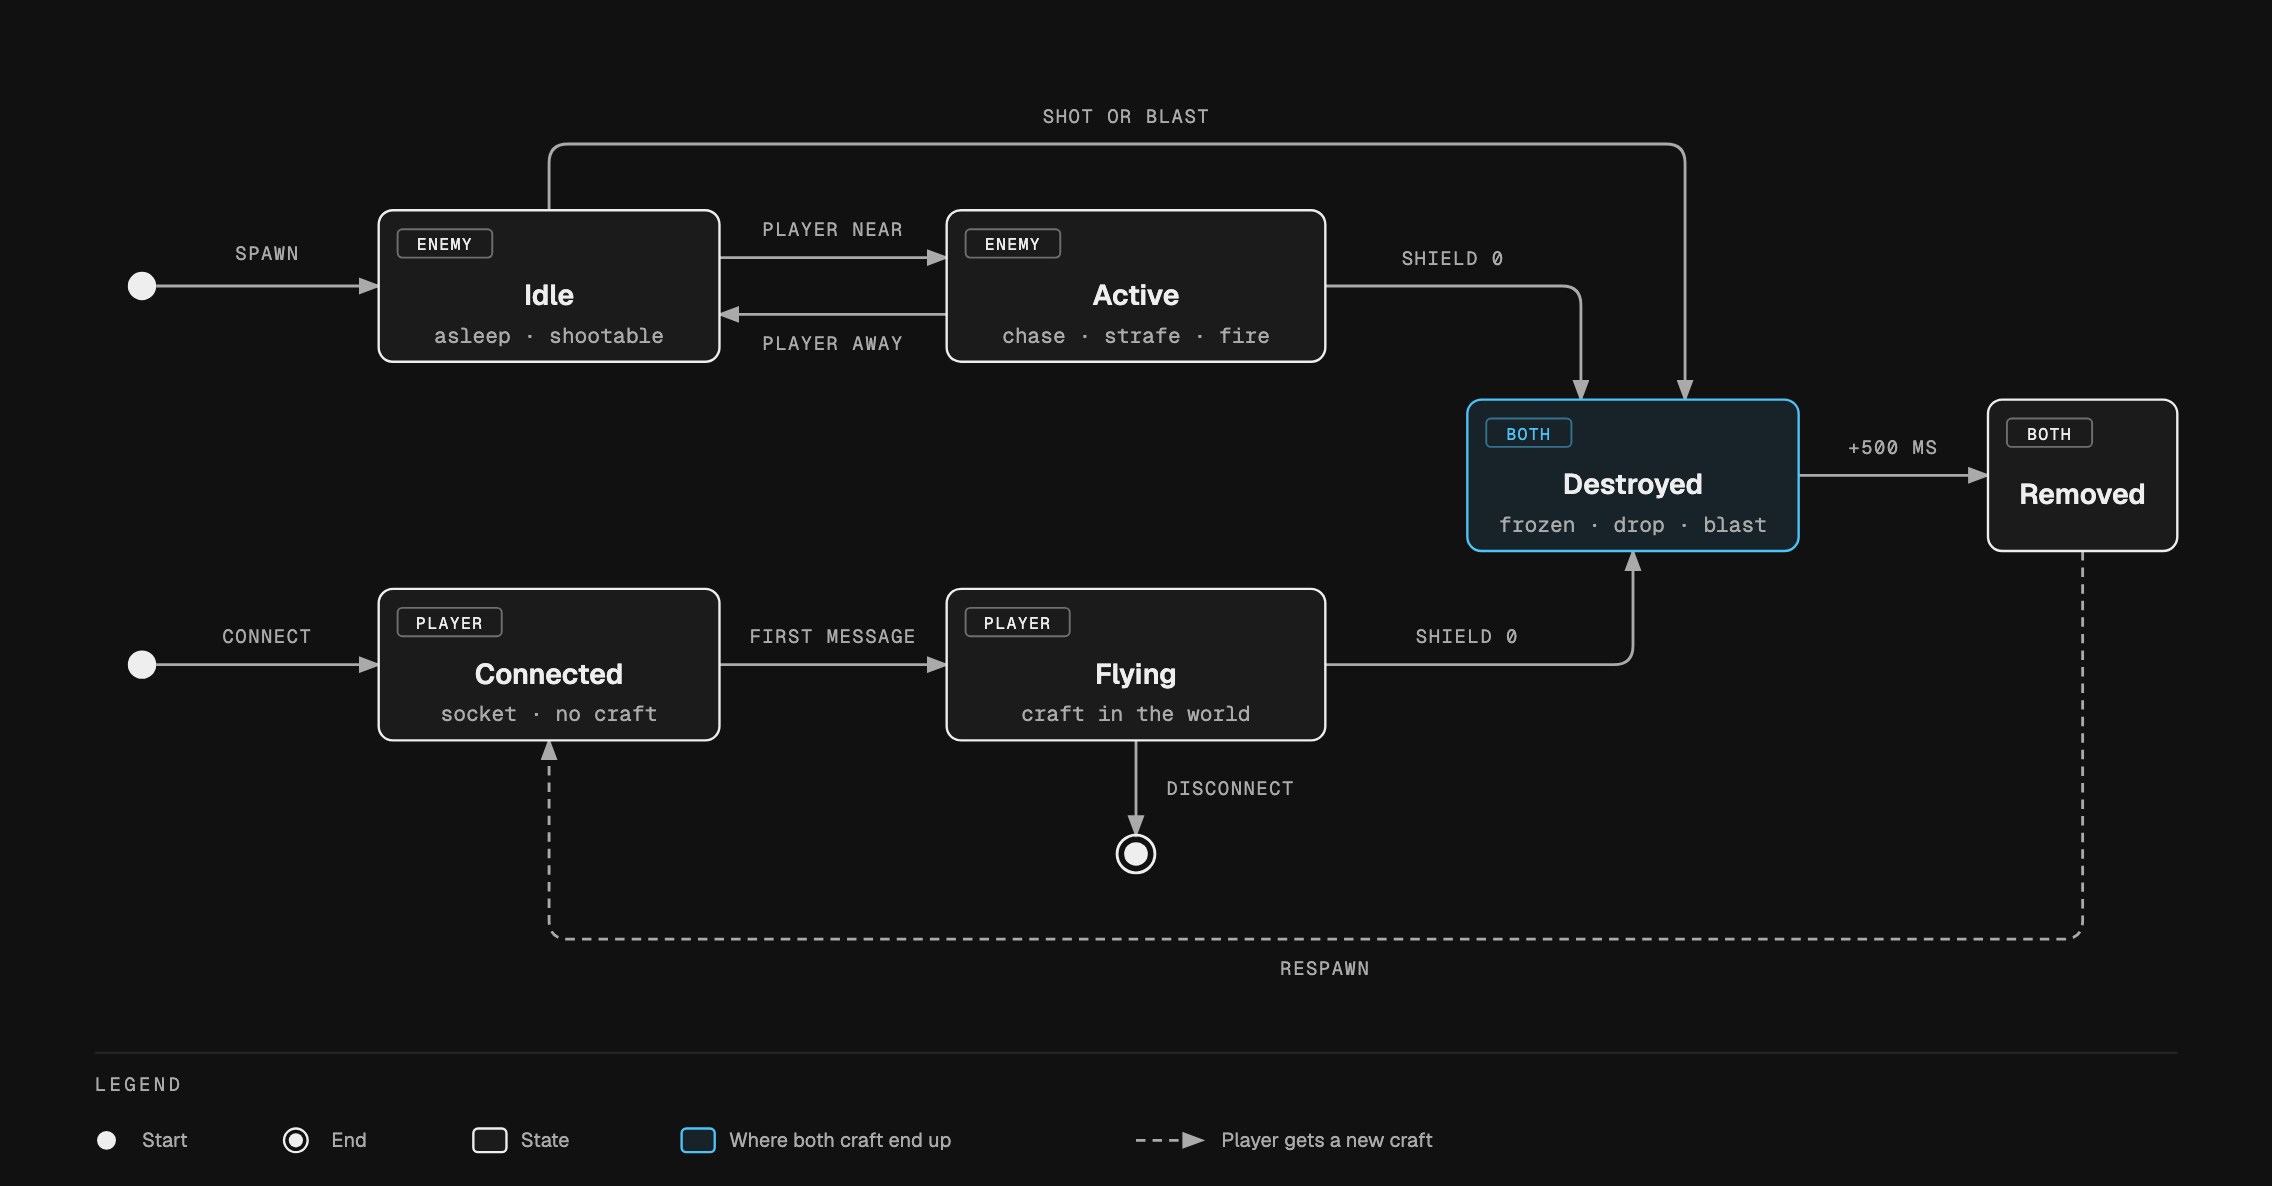 SHOT OR BLAST
SPAWN
ENEMY
Idle
asleep · shootable
PLAYER NEAR
PLAYER AWAY
ENEMY
Active
chase · strafe · fire
SHIELD 0
BOTH
Destroyed
frozen · drop · blast
+500 MS
BOTH
Removed
CONNECT
PLAYER
Connected
socket · no craft
FIRST MESSAGE
PLAYER
Flying
craft in the world
SHIELD 0
DISCONNECT
RESPAWN
LEGEND
Start
End
State
Where both craft end up
Player gets a new craft